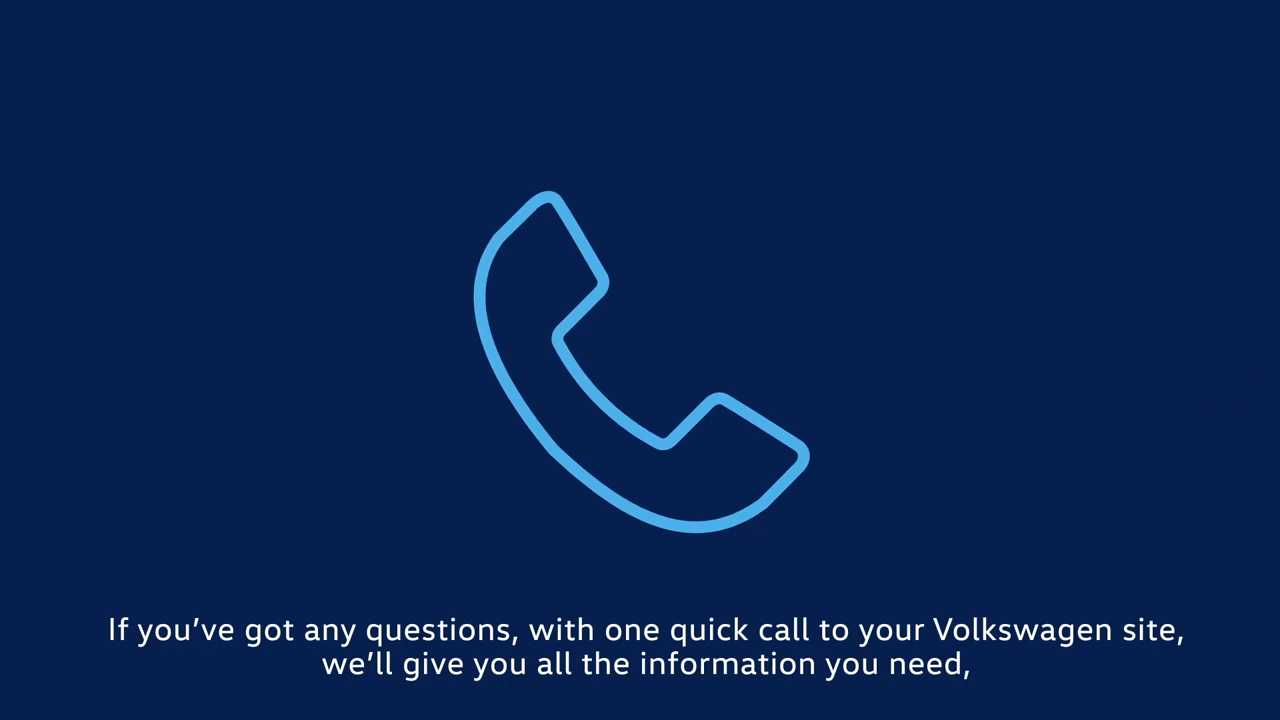 If you’ve got any questions, with one quick call to your Volkswagen site,
we’ll give you all the information you need,